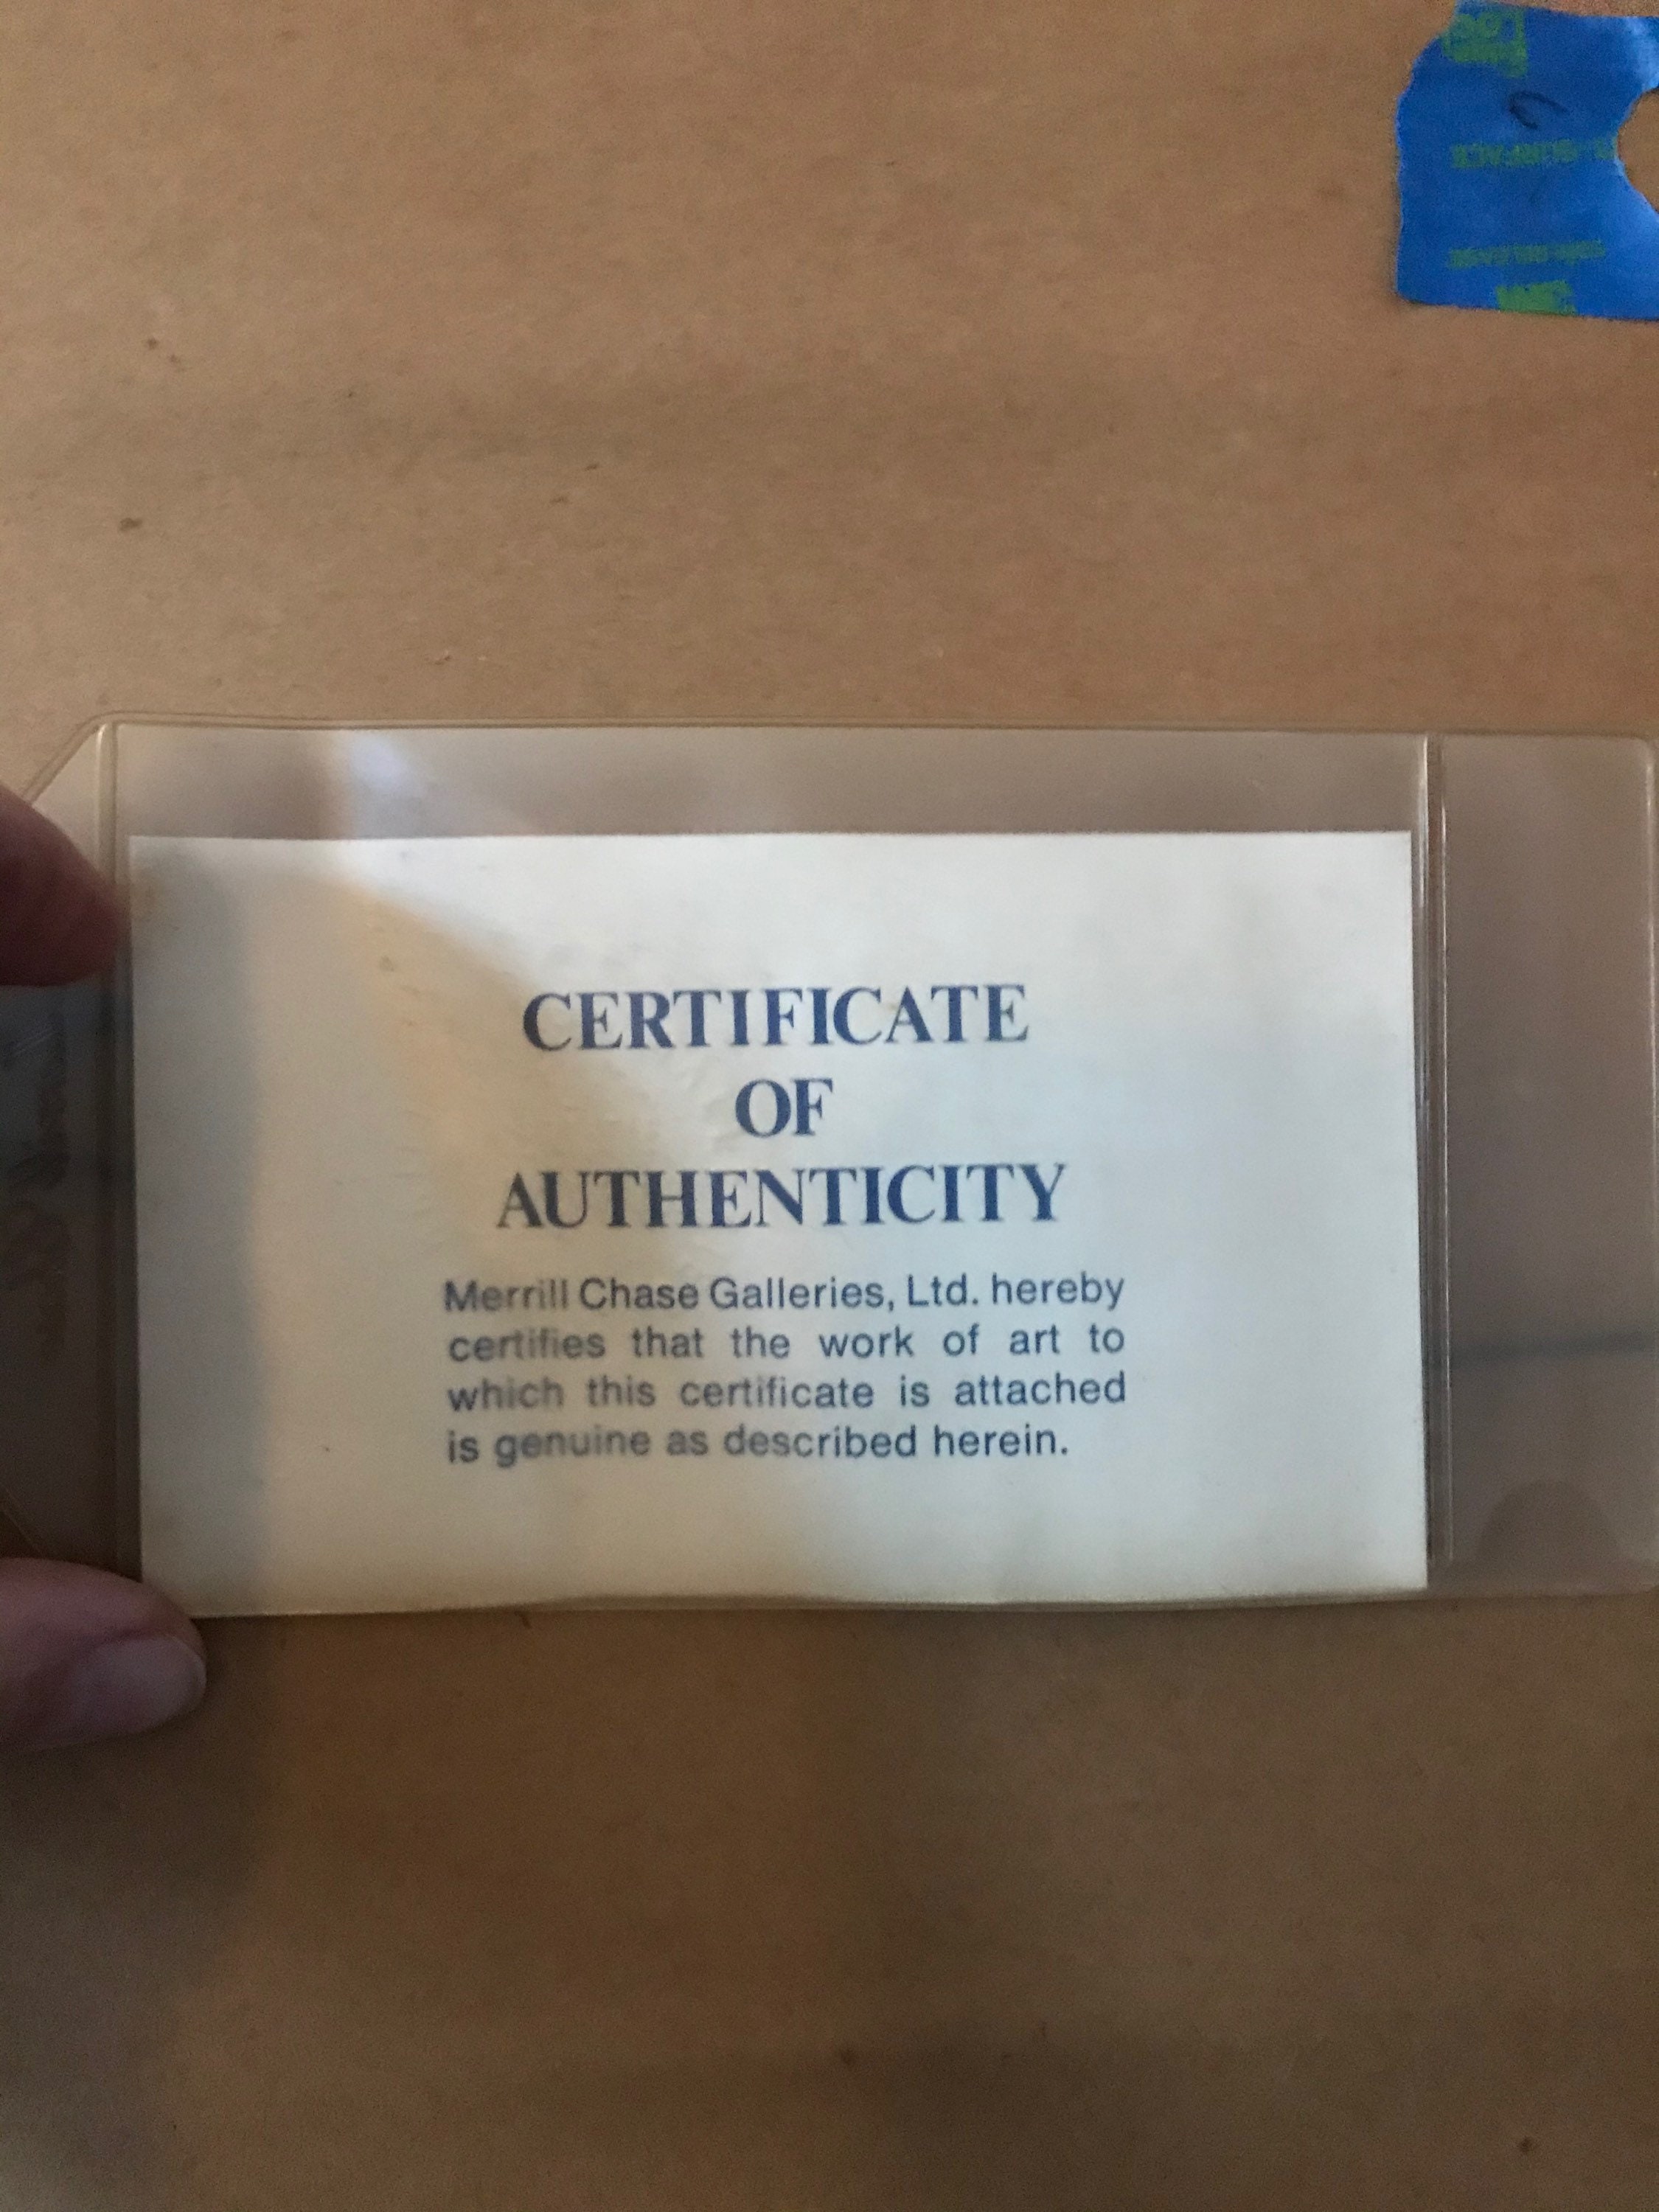 CERTIFICATE
OF
AUTHENTICITY
Merrill Chase Galleries, Ltd. hereby
certifies that the work of art to
which this certificate is attached
is genuine as described herein.